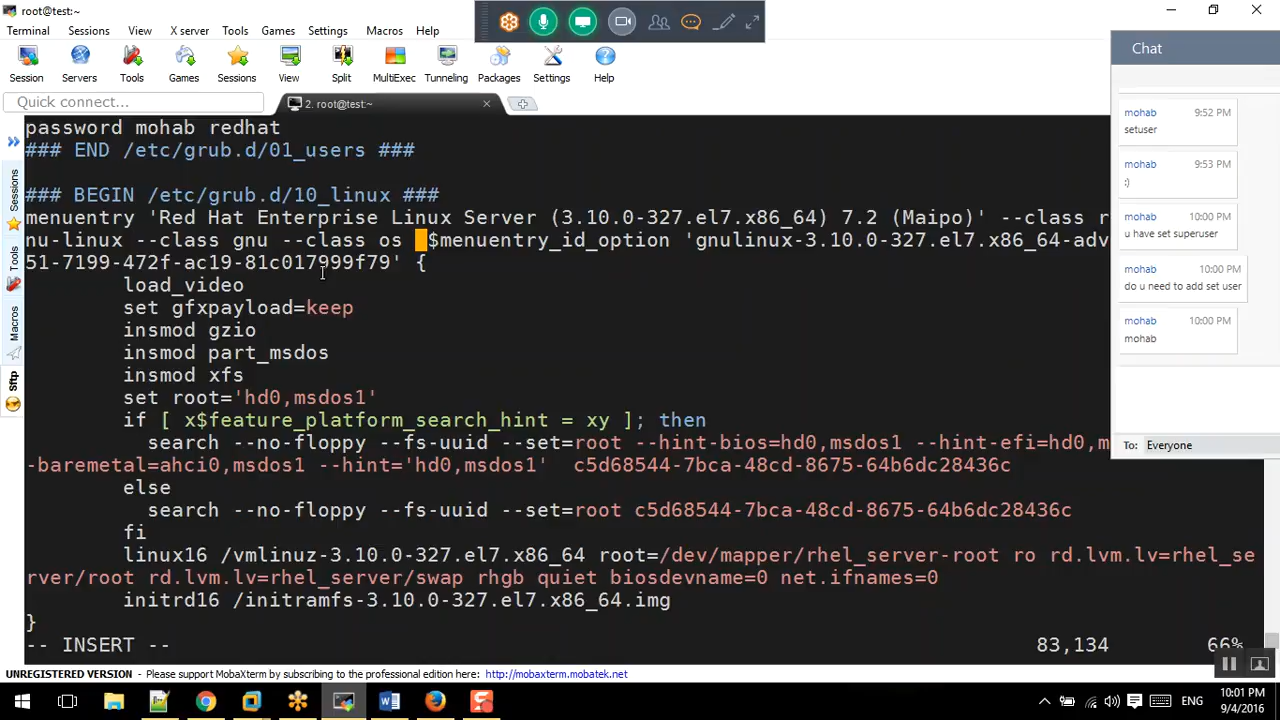 root@test:~
Terminal Sessions View X server Tools Games Settings Macros Help
Session Servers Tools Games Sessions View Split MultiExec Tunneling Packages Settings Help
Quick connect...
2. root@test:~
Sessions
Tools
Macros
Sftp
password mohab redhat
### END /etc/grub.d/01_users ###
### BEGIN /etc/grub.d/10_linux ###
menuentry 'Red Hat Enterprise Linux Server (3.10.0-327.el7.x86_64) 7.2 (Maipo)' --class r
nu-linux --class gnu --class os $menuentry_id_option 'gnulinux-3.10.0-327.el7.x86_64-adv
51-7199-472f-ac19-81c017999f79' {
load_video
set gfxpayload=keep
insmod gzio
insmod part_msdos
insmod xfs
set root='hd0,msdos1'
if [ x$feature_platform_search_hint = xy ]; then
search --no-floppy --fs-uuid --set=root --hint-bios=hd0,msdos1 --hint-efi=hd0,m
-baremetal=ahci0,msdos1 --hint='hd0,msdos1' c5d68544-7bca-48cd-8675-64b6dc28436c
else
search --no-floppy --fs-uuid --set=root c5d68544-7bca-48cd-8675-64b6dc28436c
fi
linux16 /vmlinuz-3.10.0-327.el7.x86_64 root=/dev/mapper/rhel_server-root ro rd.lvm.lv=rhel_se
rver/root rd.lvm.lv=rhel_server/swap rhgb quiet biosdevname=0 net.ifnames=0
initrd16 /initramfs-3.10.0-327.el7.x86_64.img
}
-- INSERT -- 83,134 66%
Chat
mohab 9:52 PM
setuser
mohab 9:53 PM
:)
mohab 10:00 PM
u have set superuser
mohab 10:00 PM
do u need to add set user
mohab 10:00 PM
mohab
To: Everyone
UNREGISTERED VERSION - Please support MobaXterm by subscribing to the professional edition here: http://mobaxterm.mobatek.net
ENG
10:01 PM
9/4/2016